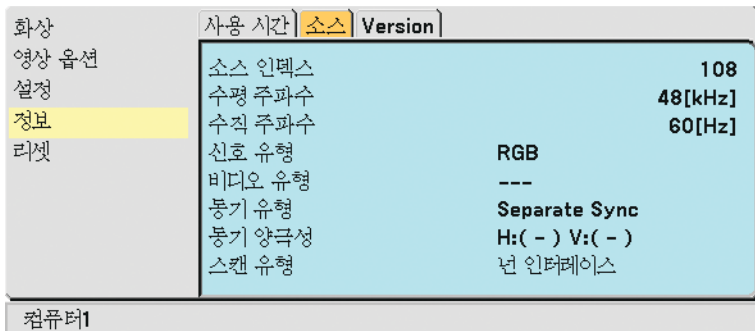 화상
영상 옵션
설정
정보
리셋
사용 시간 소스 Version
소스 인덱스 108
수평 주파수 48[kHz]
수직 주파수 60[Hz]
신호 유형 RGB
비디오 유형 ---
동기 유형 Separate Sync
동기 양극성 H:( - ) V:( - )
스캔 유형 넌 인터레이스
컴퓨터1